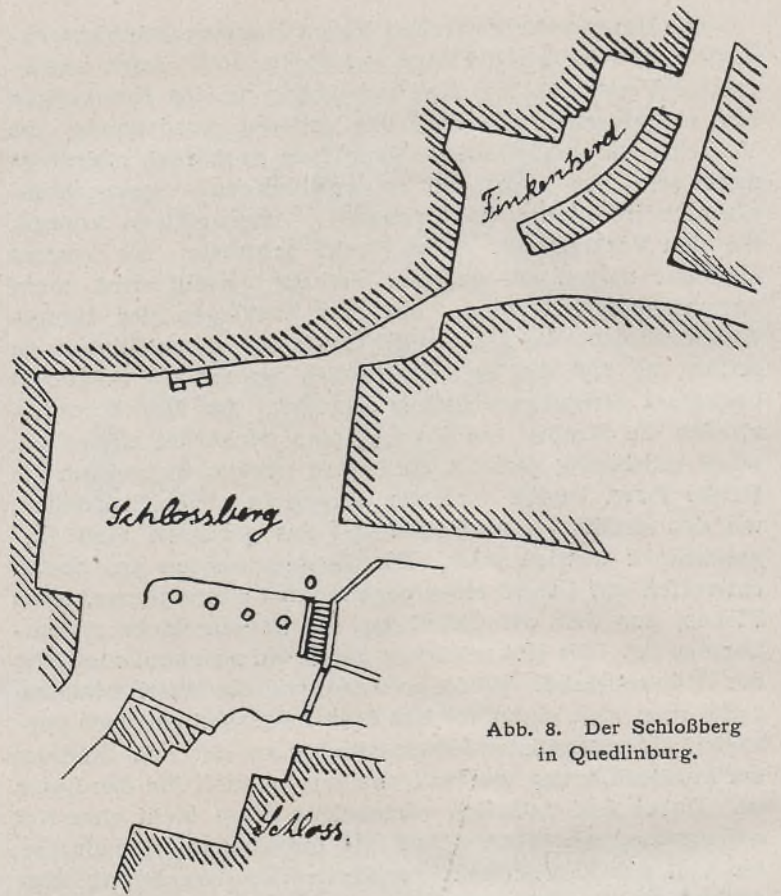 Finkenherd
Schlossberg
Abb. 8. Der Schloßberg
in Quedlinburg.
Schloss.